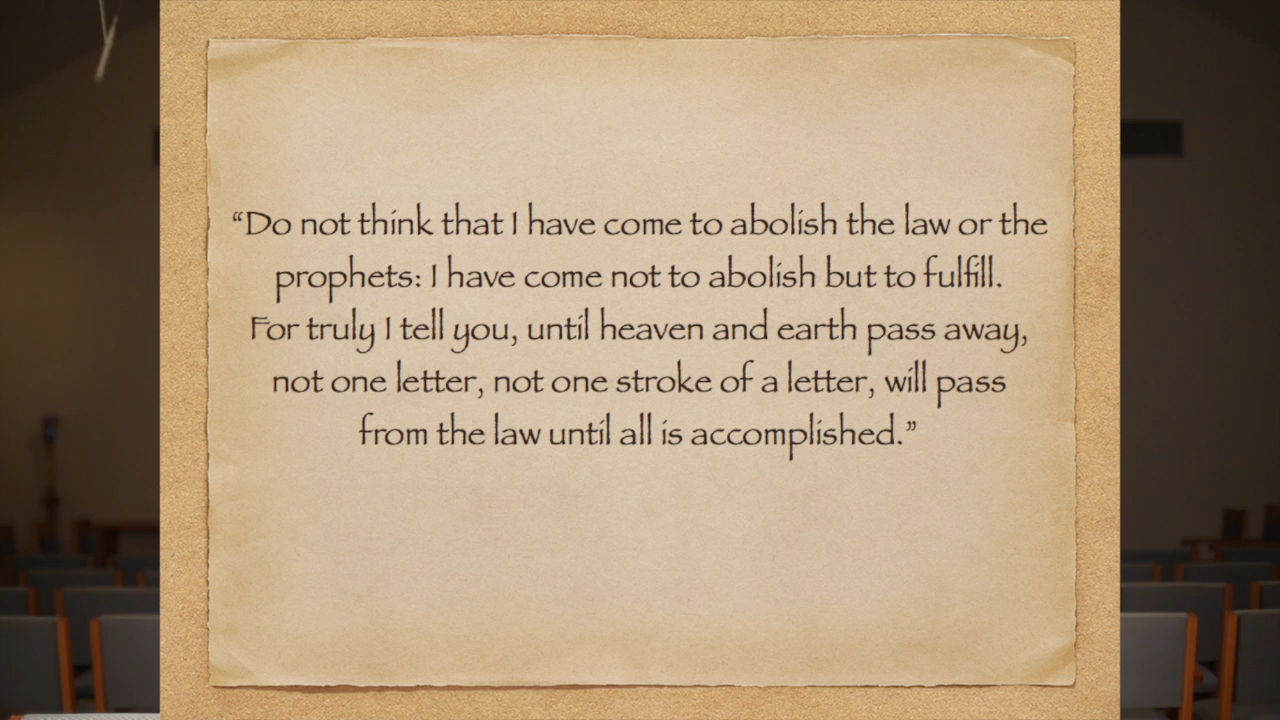 “Do not think that I have come to abolish the law or the
prophets: I have come not to abolish but to fulfill.
For truly I tell you, until heaven and earth pass away,
not one letter, not one stroke of a letter, will pass
from the law until all is accomplished.”